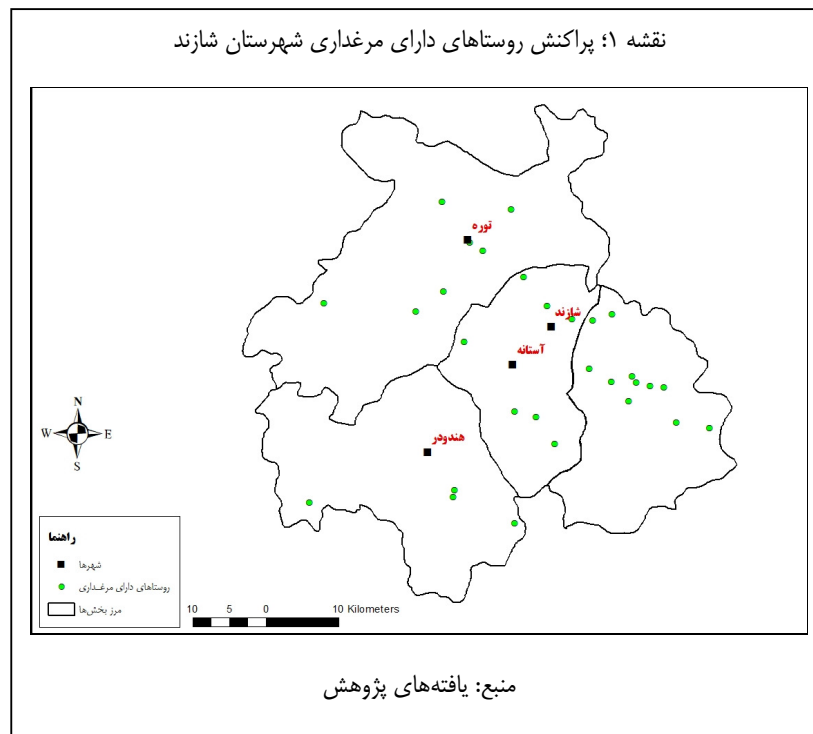 نقشه ۱؛ پراکنش روستاهای دارای مرغداری شهرستان شازند
توره
شازند
آستانه
هندودر
N
W E
S
راهنما
شهرها
روستاهای دارای مرغـداری
مرز بخش‌ها
10 5 0 10 Kilometers
منبع: یافته‌های پژوهش